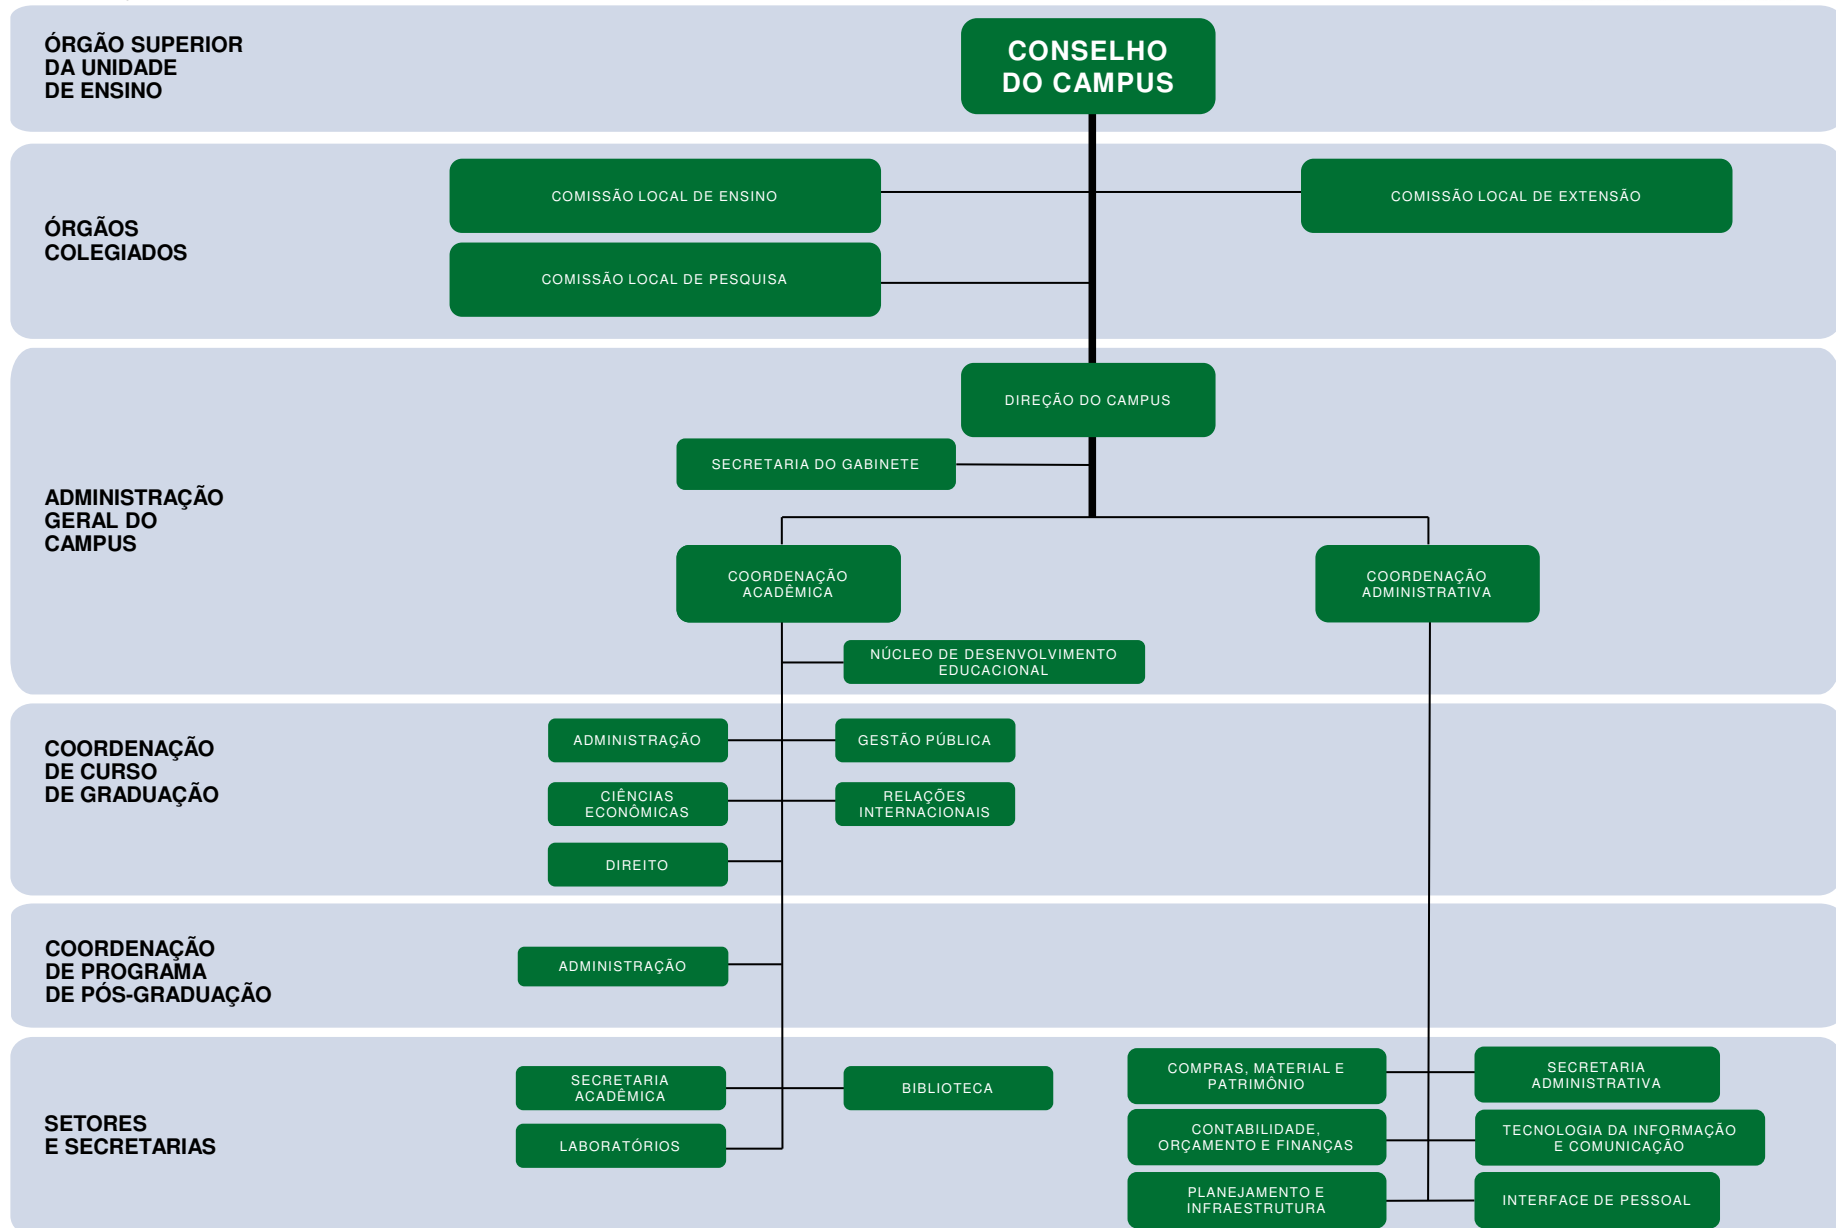 ÓRGÃO SUPERIOR
DA UNIDADE
DE ENSINO
CONSELHO
DO CAMPUS
ÓRGÃOS
COLEGIADOS
COMISSÃO LOCAL DE ENSINO
COMISSÃO LOCAL DE EXTENSÃO
COMISSÃO LOCAL DE PESQUISA
ADMINISTRAÇÃO
GERAL DO
CAMPUS
DIREÇÃO DO CAMPUS
SECRETARIA DO GABINETE
COORDENAÇÃO
ACADÊMICA
COORDENAÇÃO
ADMINISTRATIVA
NÚCLEO DE DESENVOLVIMENTO
EDUCACIONAL
COORDENAÇÃO
DE CURSO
DE GRADUAÇÃO
ADMINISTRAÇÃO
GESTÃO PÚBLICA
CIÊNCIAS
ECONÔMICAS
RELAÇÕES
INTERNACIONAIS
DIREITO
COORDENAÇÃO
DE PROGRAMA
DE PÓS-GRADUAÇÃO
ADMINISTRAÇÃO
SETORES
E SECRETARIAS
SECRETARIA
ACADÊMICA
BIBLIOTECA
LABORATÓRIOS
COMPRAS, MATERIAL E
PATRIMÔNIO
SECRETARIA
ADMINISTRATIVA
CONTABILIDADE,
ORÇAMENTO E FINANÇAS
TECNOLOGIA DA INFORMAÇÃO
E COMUNICAÇÃO
PLANEJAMENTO E
INFRAESTRUTURA
INTERFACE DE PESSOAL